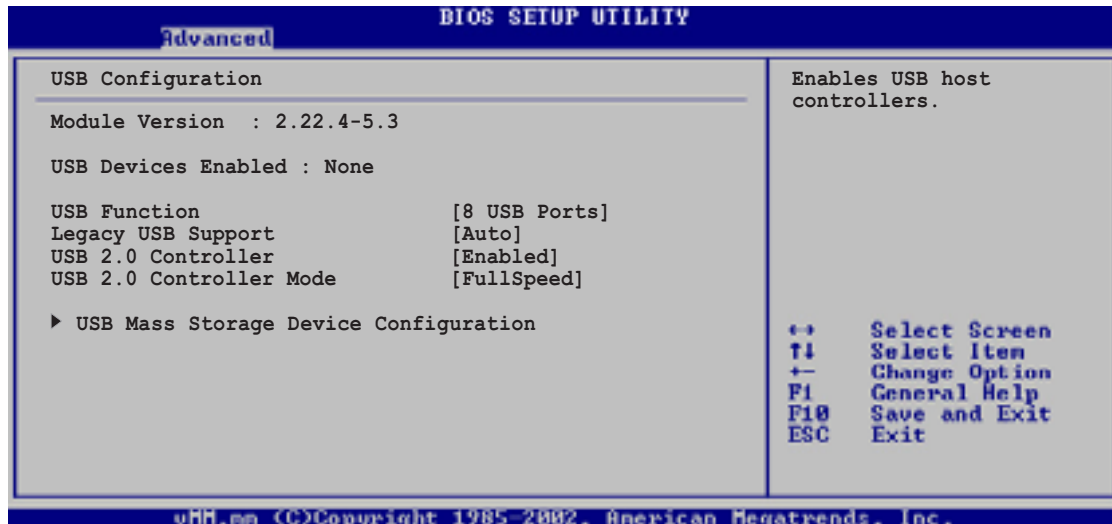 BIOS SETUP UTILITY
Advanced
USB Configuration
Module Version : 2.22.4-5.3
USB Devices Enabled : None
USB Function [8 USB Ports]
Legacy USB Support [Auto]
USB 2.0 Controller [Enabled]
USB 2.0 Controller Mode [FullSpeed]
USB Mass Storage Device Configuration
Enables USB host
controllers.
←→ Select Screen
↑↓ Select Item
+- Change Option
F1 General Help
F10 Save and Exit
ESC Exit
(C)Copyright 1985-2002, American Megatrends, Inc.